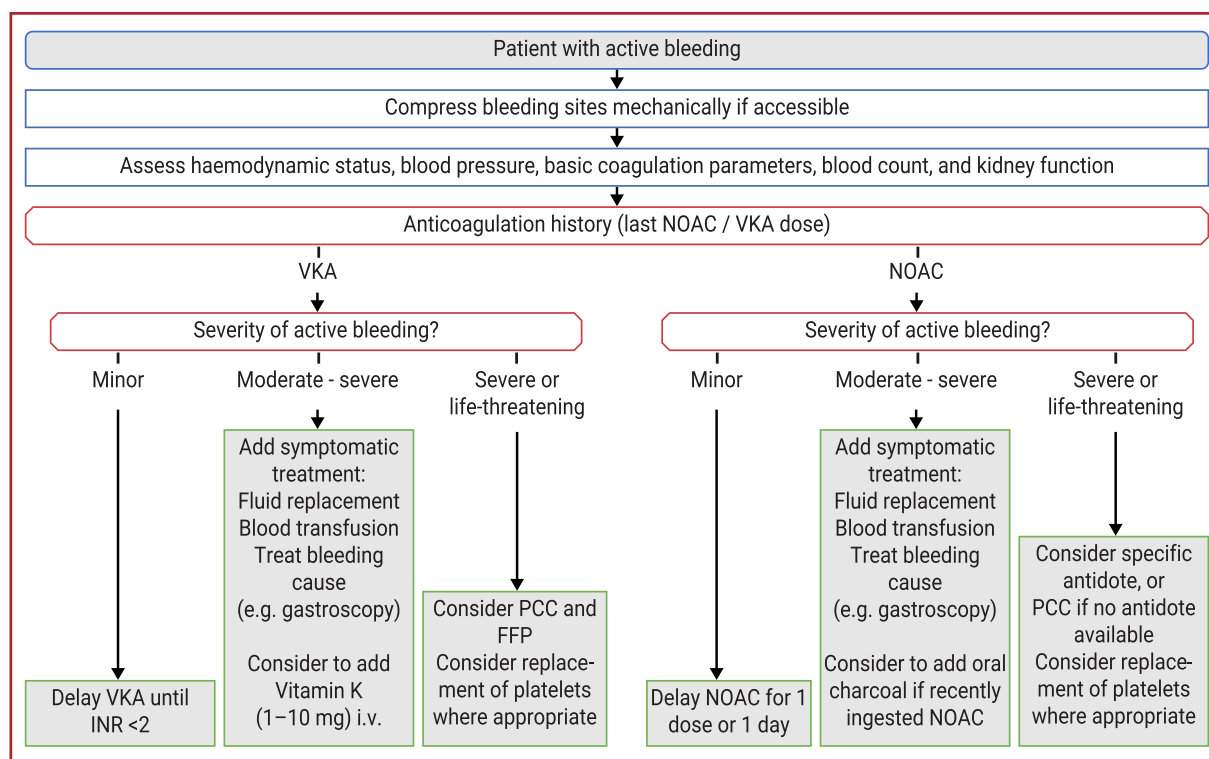 Patient with active bleeding
Compress bleeding sites mechanically if accessible
Assess haemodynamic status, blood pressure, basic coagulation parameters, blood count, and kidney function
Anticoagulation history (last NOAC / VKA dose)
VKA
Severity of active bleeding?
Minor
Moderate - severe
Severe or
life-threatening
Delay VKA until
INR <2
Add symptomatic
treatment:
Fluid replacement
Blood transfusion
Treat bleeding
cause
(e.g. gastroscopy)
Consider to add
Vitamin K
(1–10 mg) i.v.
Consider PCC and
FFP
Consider replace-
ment of platelets
where appropriate
NOAC
Severity of active bleeding?
Minor
Moderate - severe
Severe or
life-threatening
Delay NOAC for 1
dose or 1 day
Add symptomatic
treatment:
Fluid replacement
Blood transfusion
Treat bleeding
cause
(e.g. gastroscopy)
Consider to add oral
charcoal if recently
ingested NOAC
Consider specific
antidote, or
PCC if no antidote
available
Consider replace-
ment of platelets
where appropriate